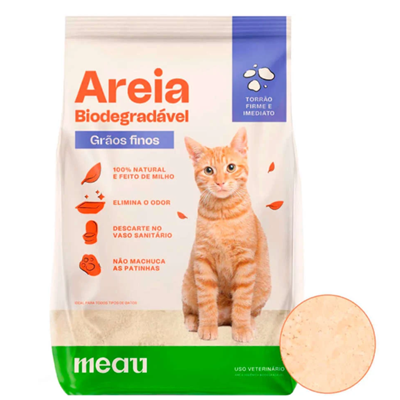 Areia
Biodegradável
Grãos finos
TORRÃO
FIRME E
IMEDIATO
100% NATURAL
E FEITO DE MILHO
ELIMINA O ODOR
DESCARTE NO
VASO SANITÁRIO
NÃO MACHUCA
AS PATINHAS
meau
USO VETERINÁRIO